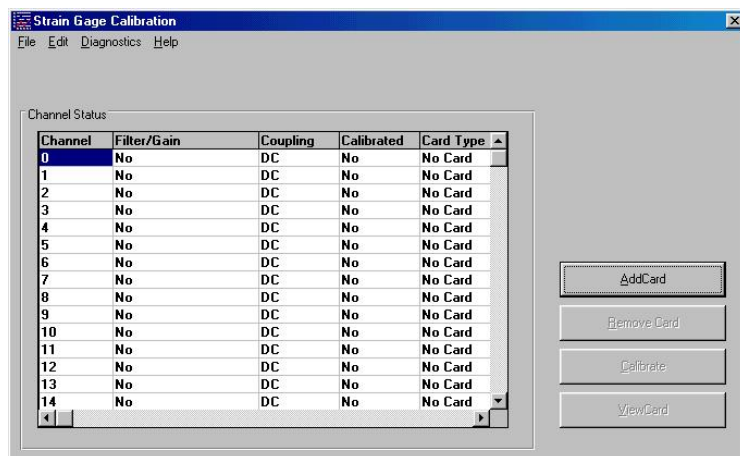 Strain Gage Calibration
File Edit Diagnostics Help
Channel Status
Channel Filter/Gain Coupling Calibrated Card Type
0 No DC No No Card
1 No DC No No Card
2 No DC No No Card
3 No DC No No Card
4 No DC No No Card
5 No DC No No Card
6 No DC No No Card
7 No DC No No Card
8 No DC No No Card
9 No DC No No Card
10 No DC No No Card
11 No DC No No Card
12 No DC No No Card
13 No DC No No Card
14 No DC No No Card
AddCard
Remove Card
Calibrate
ViewCard